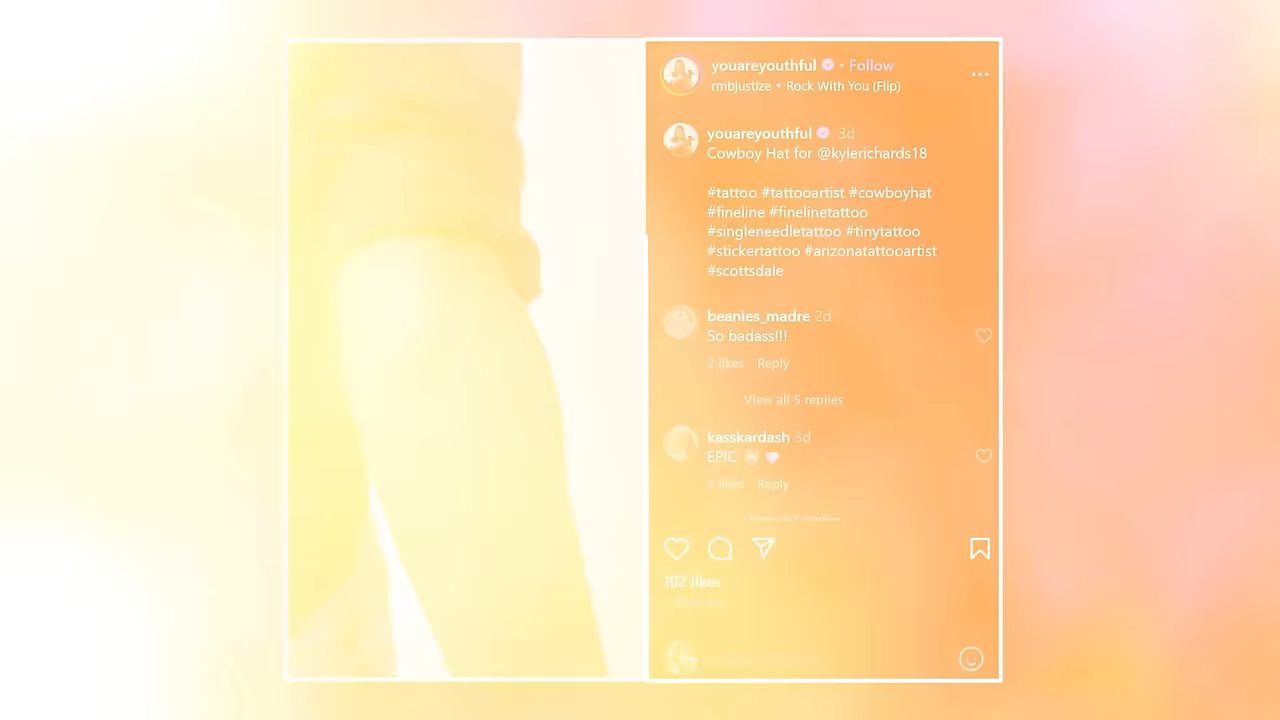 youareyouthful • Follow
rmbjustize • Rock With You (Flip)
youareyouthful 3d
Cowboy Hat for @kylerichards18
#tattoo #tattooartist #cowboyhat
#fineline #finelinetattoo
#singleneedletattoo #tinytattoo
#stickertattoo #arizonatattooartist
#scottsdale
beanies_madre 2d
So badass!!!
2 likes Reply
View all 5 replies
kasskardash 3d
EPIC
2 likes Reply
102 likes